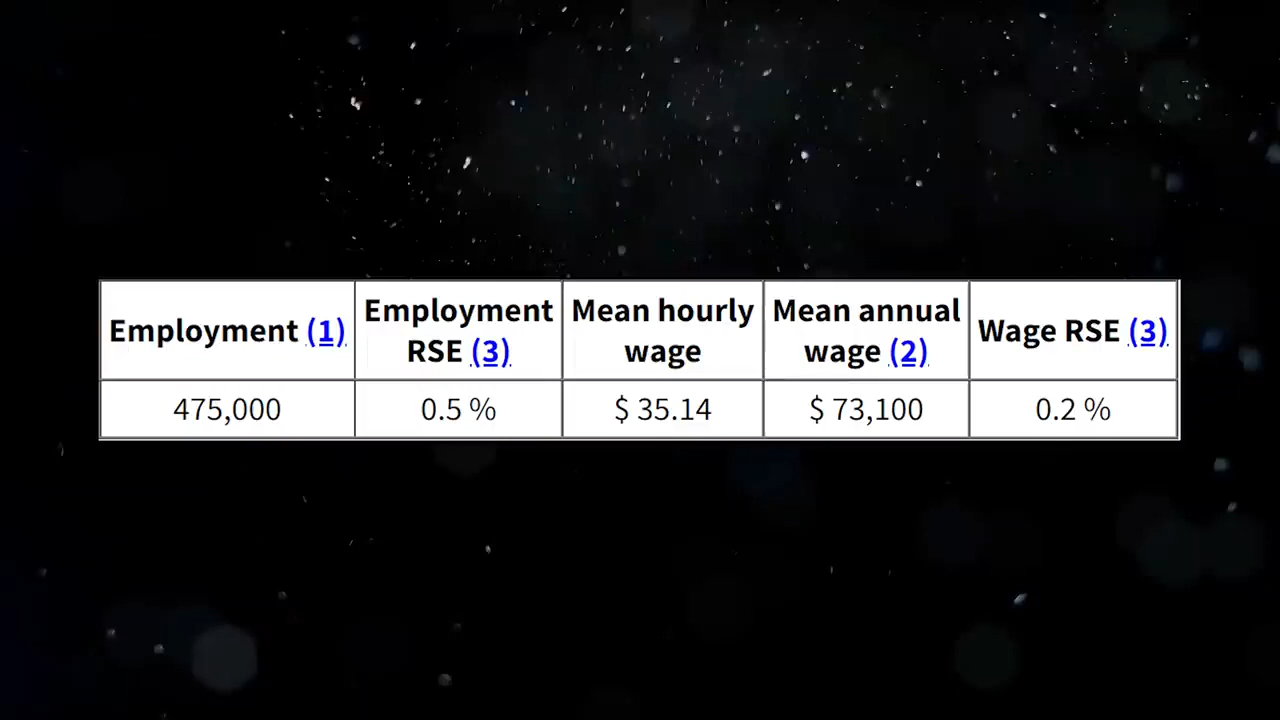 Employment (1)
Employment
RSE (3)
Mean hourly
wage
Mean annual
wage (2)
Wage RSE (3)
475,000
0.5 %
$ 35.14
$ 73,100
0.2 %